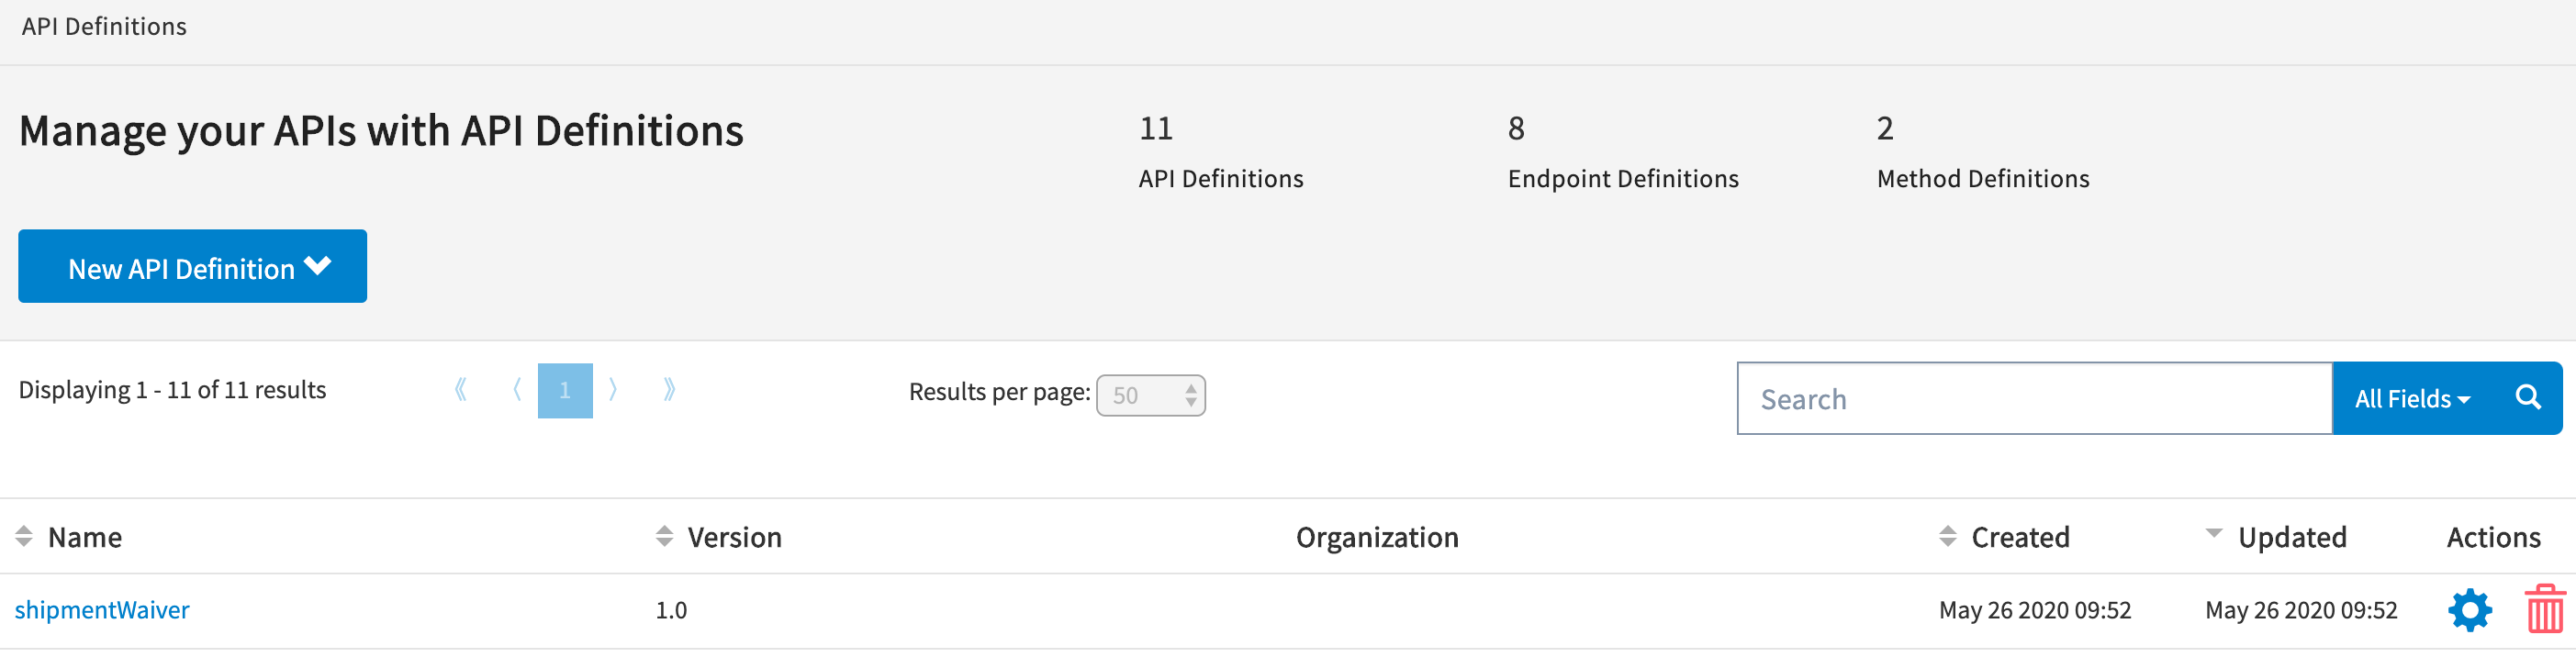 API Definitions
Manage your APIs with API Definitions
11
API Definitions
8
Endpoint Definitions
2
Method Definitions
New API Definition
Displaying 1 - 11 of 11 results
《 〈 1 〉 》
Results per page: 50
Search
All Fields
Name Version Organization Created Updated Actions
shipmentWaiver 1.0 May 26 2020 09:52 May 26 2020 09:52